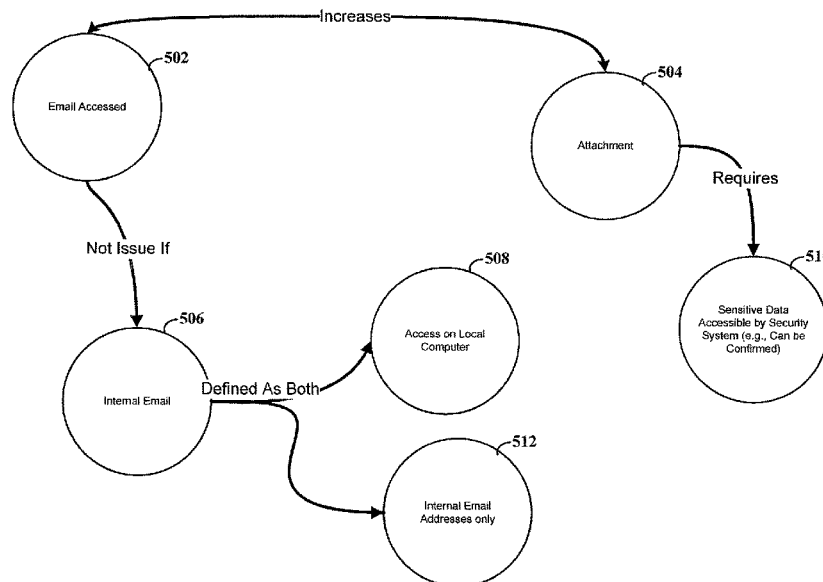 Increases
502
Email Accessed
504
Attachment
Requires
Not Issue If
508
Access on Local
Computer
51
Sensitive Data
Accessible by Security
System (e.g., Can be
Confirmed)
506
Internal Email
Defined As Both
512
Internal Email
Addresses only